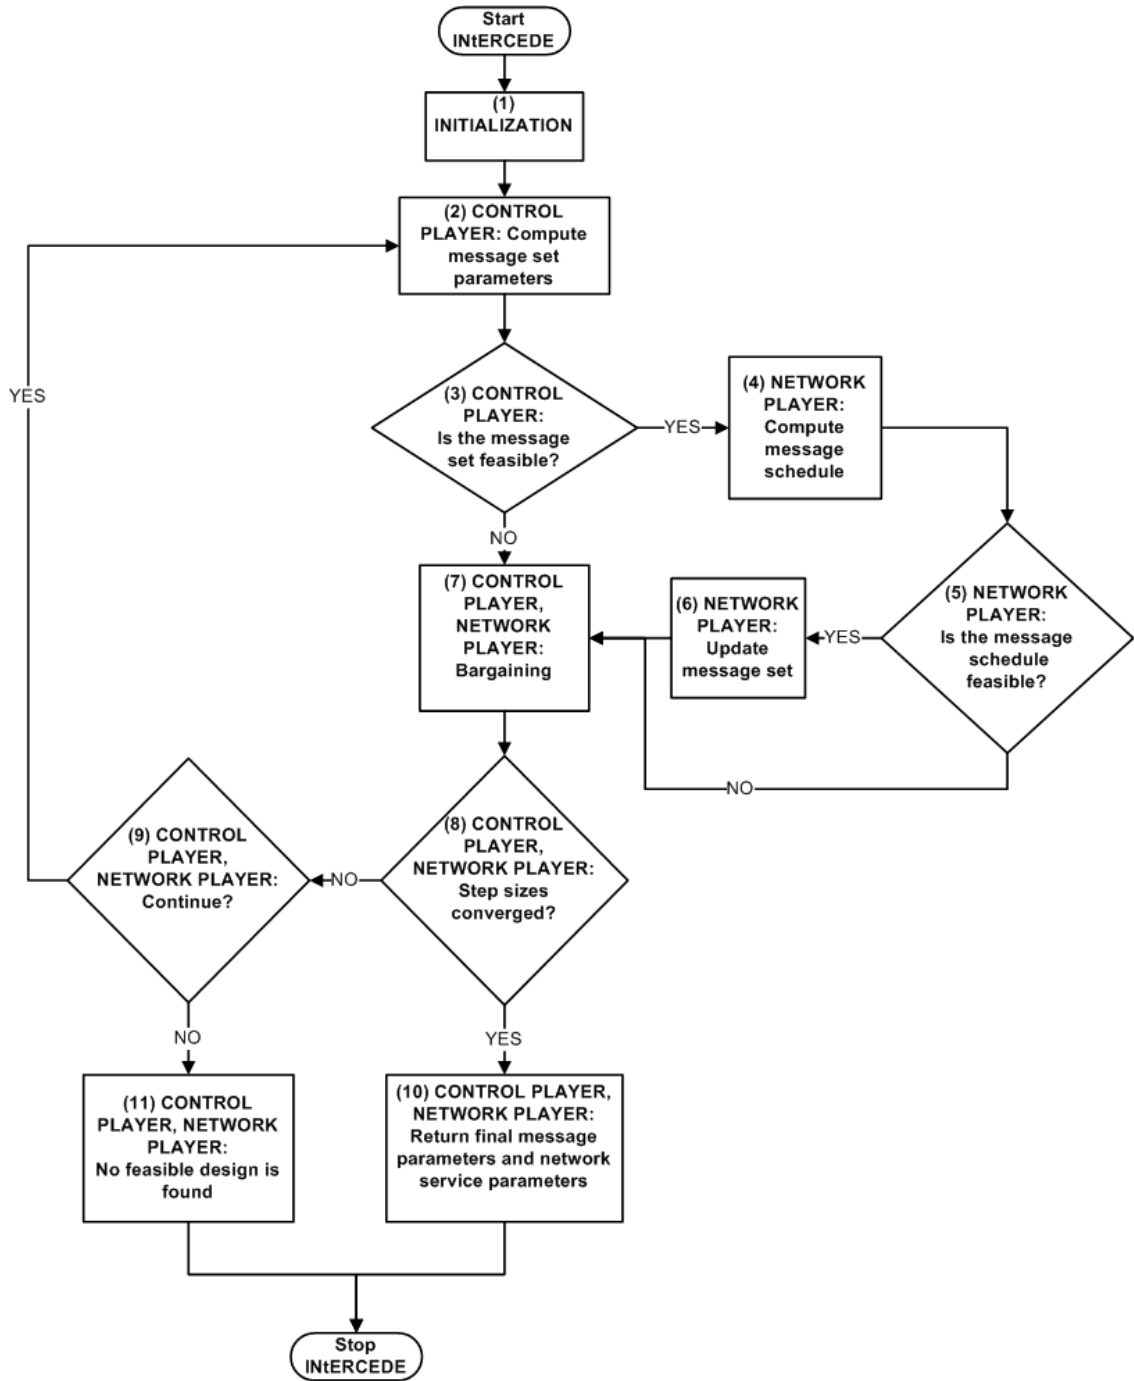 Start
INtERCEDE
(1)
INITIALIZATION
(2) CONTROL
PLAYER: Compute
message set
parameters
YES
(3) CONTROL
PLAYER:
Is the message
set feasible?
YES
(4) NETWORK
PLAYER:
Compute
message
schedule
NO
(5) NETWORK
PLAYER:
Is the message
schedule
feasible?
YES
(6) NETWORK
PLAYER:
Update
message set
(7) CONTROL
PLAYER,
NETWORK
PLAYER:
Bargaining
NO
(8) CONTROL
PLAYER,
NETWORK PLAYER:
Step sizes
converged?
NO
(9) CONTROL
PLAYER,
NETWORK PLAYER:
Continue?
NO
YES
(10) CONTROL PLAYER,
NETWORK PLAYER:
Return final message
parameters and network
service parameters
(11) CONTROL
PLAYER, NETWORK
PLAYER:
No feasible design is
found
Stop
INtERCEDE